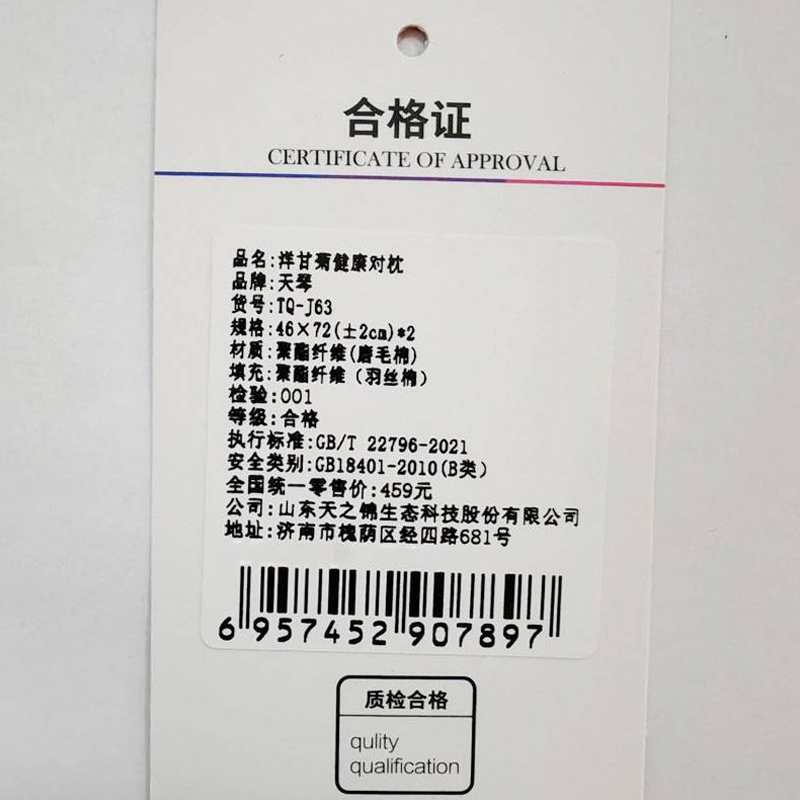 合格证
CERTIFICATE OF APPROVAL
品名:洋甘菊健康对枕
品牌:天琴
货号:TQ-J63
规格:46×72(±2cm)*2
材质:聚酯纤维(磨毛棉)
填充:聚酯纤维（羽丝棉）
检验:001
等级:合格
执行标准:GB/T 22796-2021
安全类别:GB18401-2010(B类)
全国统一零售价:459元
公司:山东天之锦生态科技股份有限公司
地址:济南市槐荫区经四路681号
6 957452 907897
质检合格
qulity
qualification